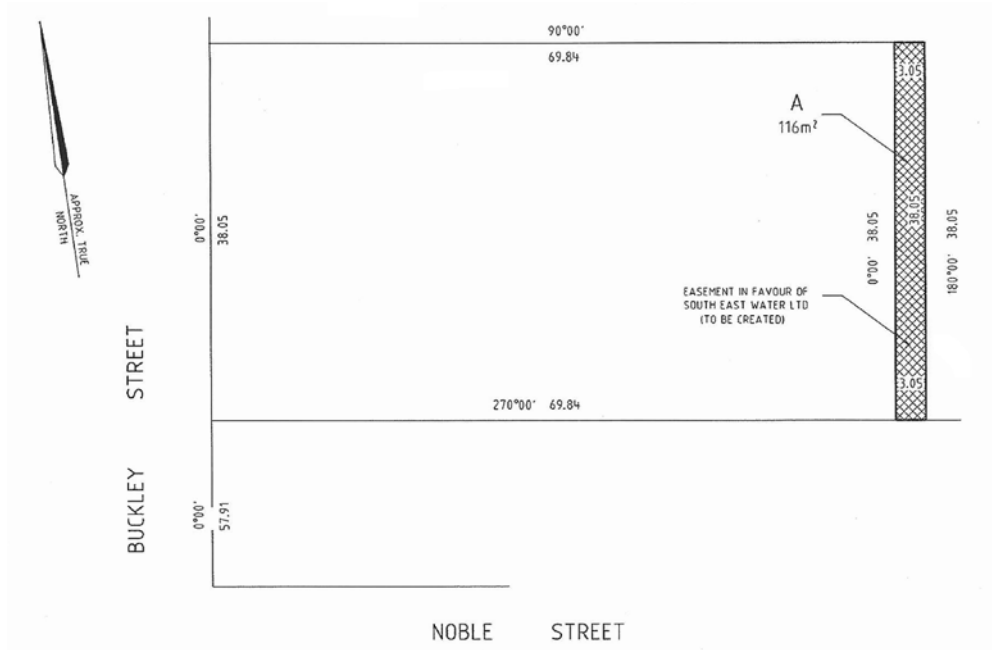 90°00'
69.84
3.05
A
116m²
APPROX. TRUE
NORTH
0°00'
38.05
0°00' 38.05
38.05
180°00' 38.05
EASEMENT IN FAVOUR OF
SOUTH EAST WATER LTD
(TO BE CREATED)
3.05
270°00' 69.84
BUCKLEY STREET
0°00'
57.91
NOBLE STREET